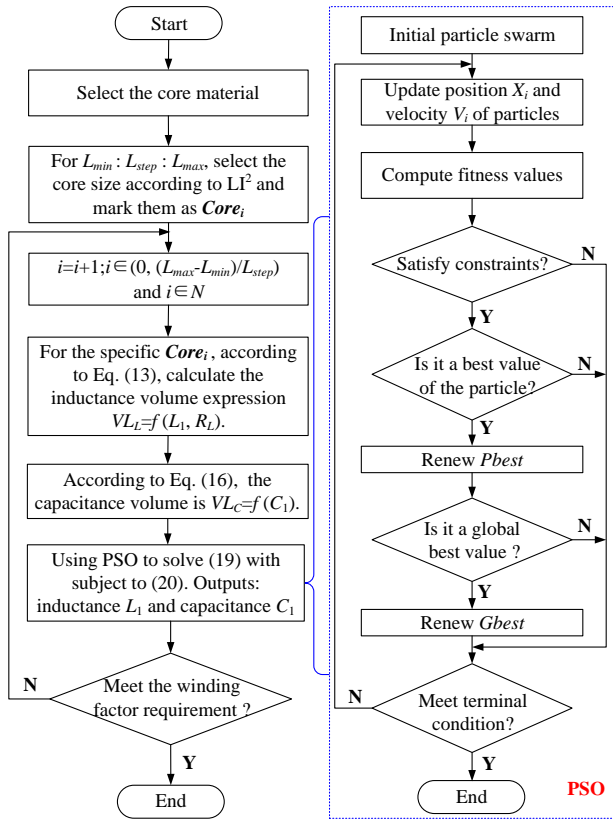 Start
Select the core material
For Lmin : Lstep : Lmax, select the
core size according to LI² and
mark them as Corei
i=i+1;i∈(0, (Lmax-Lmin)/Lstep)
and i∈N
For the specific Corei , according
to Eq. (13), calculate the
inductance volume expression
VLL=f (L1, RL).
According to Eq. (16), the
capacitance volume is VLC=f (C1).
Using PSO to solve (19) with
subject to (20). Outputs:
inductance L1 and capacitance C1
Meet the winding
factor requirement ?
N
Y
End
Initial particle swarm
Update position Xi and
velocity Vi of particles
Compute fitness values
Satisfy constraints?
N
Y
Is it a best value
of the particle?
N
Y
Renew Pbest
Is it a global
best value ?
N
Y
Renew Gbest
Meet terminal
condition?
N
Y
End
PSO